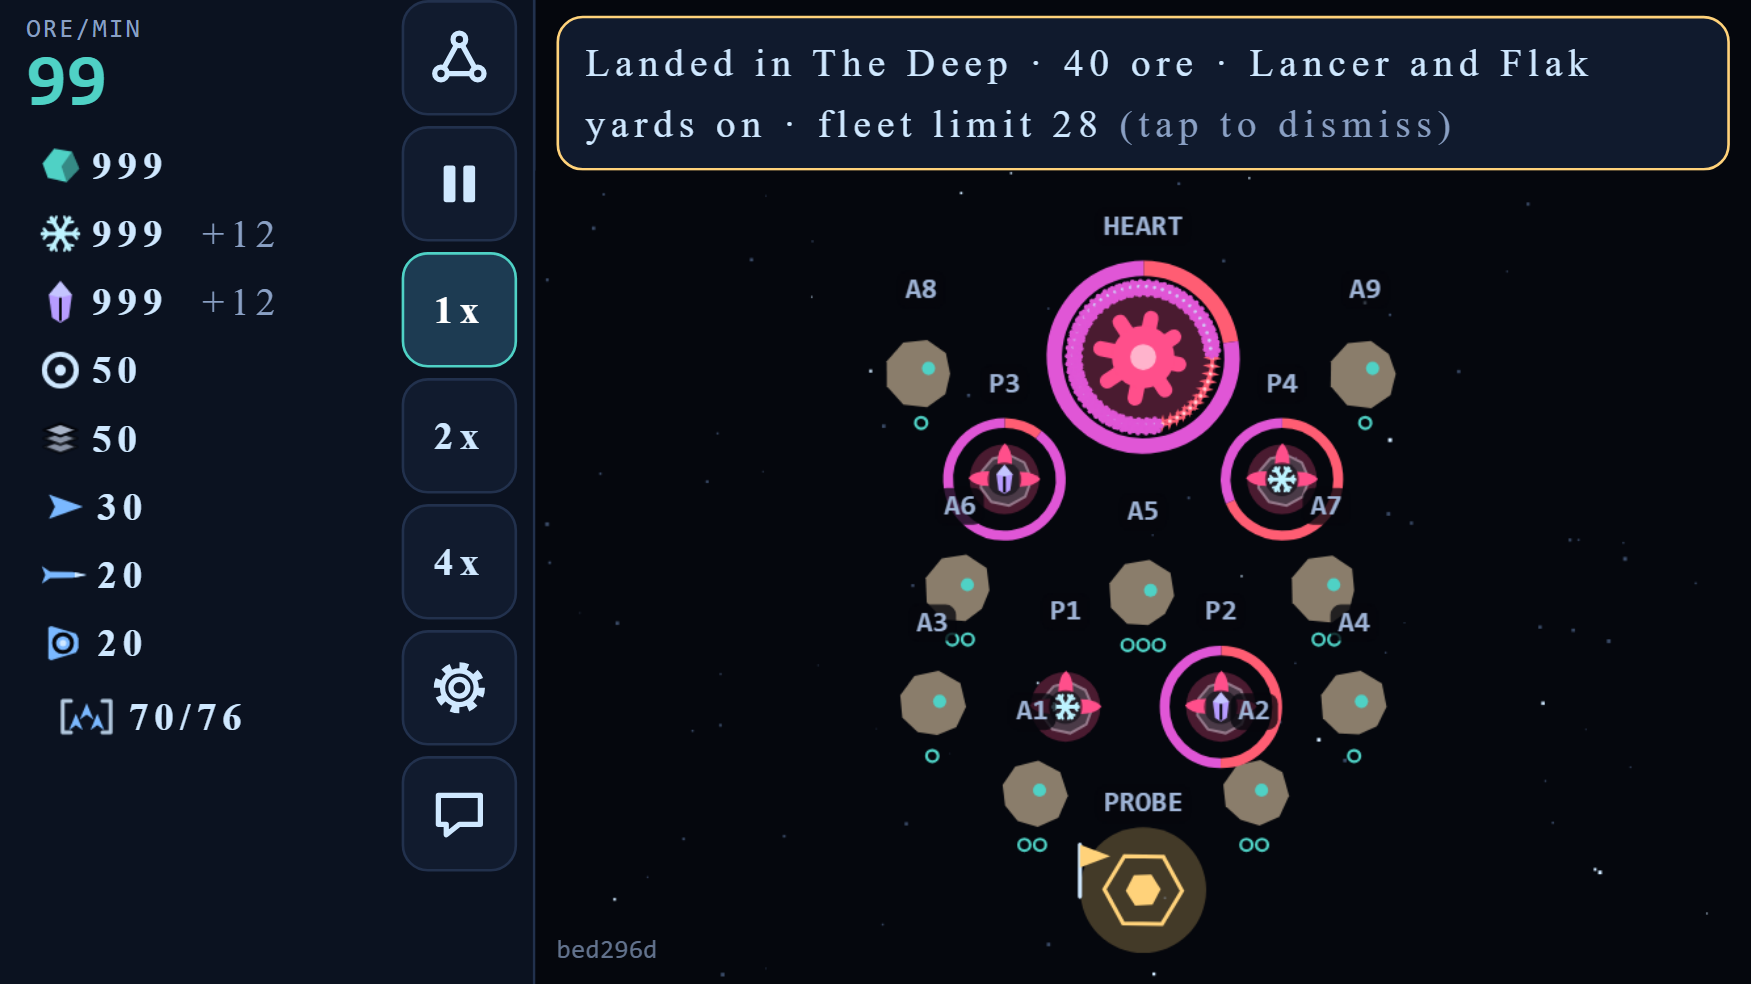 ORE/MIN
99
999
999 +12
999 +12
50
50
30
20
20
70/76
1x
2x
4x
Landed in The Deep · 40 ore · Lancer and Flak
yards on · fleet limit 28 (tap to dismiss)
HEART
A8
A9
P3
P4
A6
A5
A7
A3
P1
P2
A4
A1
A2
PROBE
bed296d